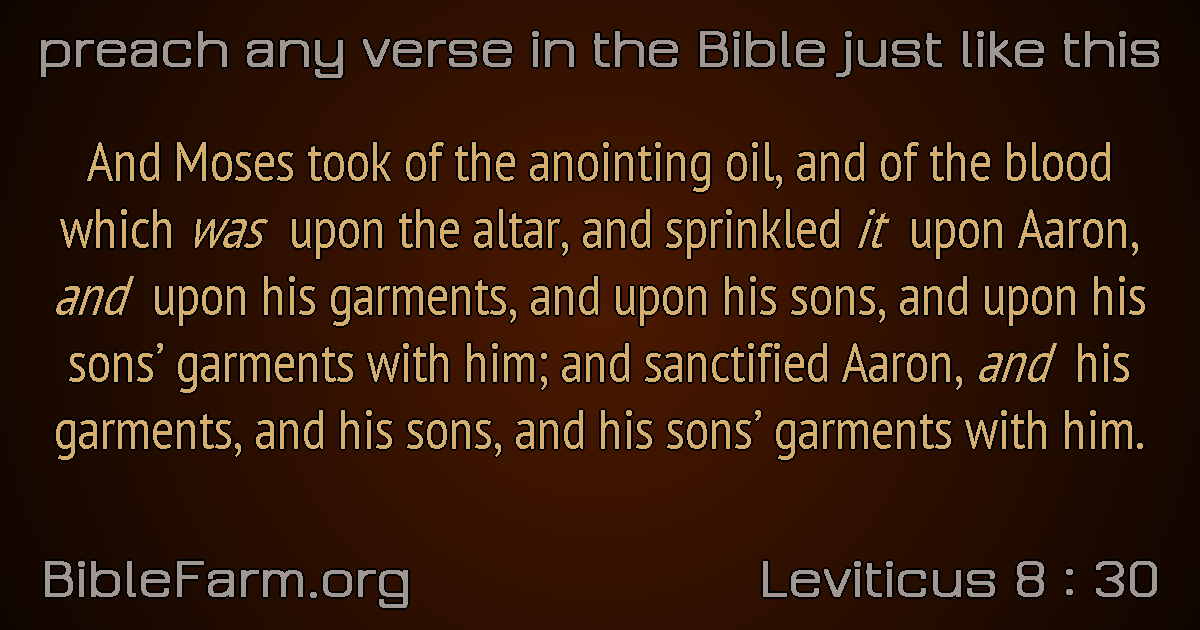 preach any verse in the Bible just like this
And Moses took of the anointing oil, and of the blood
which was upon the altar, and sprinkled it upon Aaron,
and upon his garments, and upon his sons, and upon his
sons’ garments with him; and sanctified Aaron, and his
garments, and his sons, and his sons’ garments with him.
BibleFarm.org
Leviticus 8 : 30